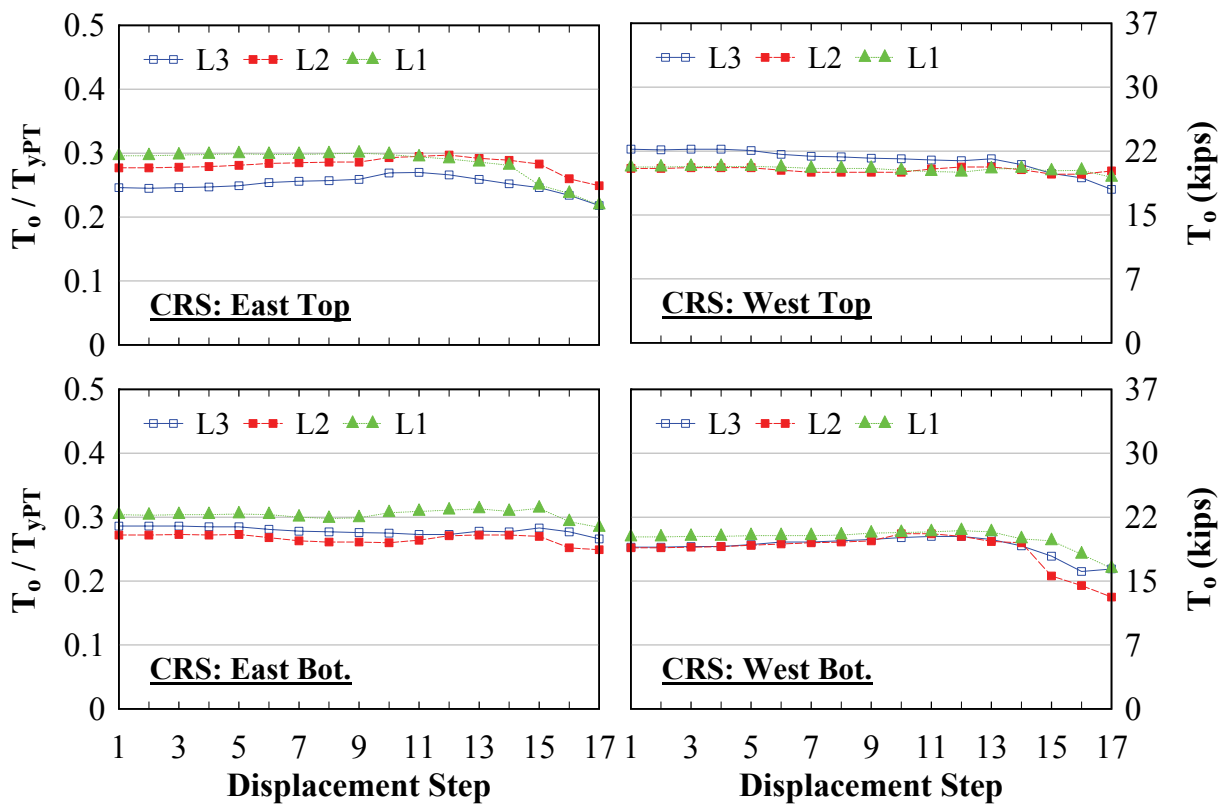 0.5
0.4
0.3
0.2
0.1
0
T₀ / TyPT
L3 L2 L1
CRS: East Top
L3 L2 L1
CRS: West Top
37
30
22
15
7
0
T₀ (kips)
0.5
0.4
0.3
0.2
0.1
0
T₀ / TyPT
L3 L2 L1
CRS: East Bot.
1 3 5 7 9 11 13 15 17
Displacement Step
L3 L2 L1
CRS: West Bot.
1 3 5 7 9 11 13 15 17
Displacement Step
37
30
22
15
7
0
T₀ (kips)